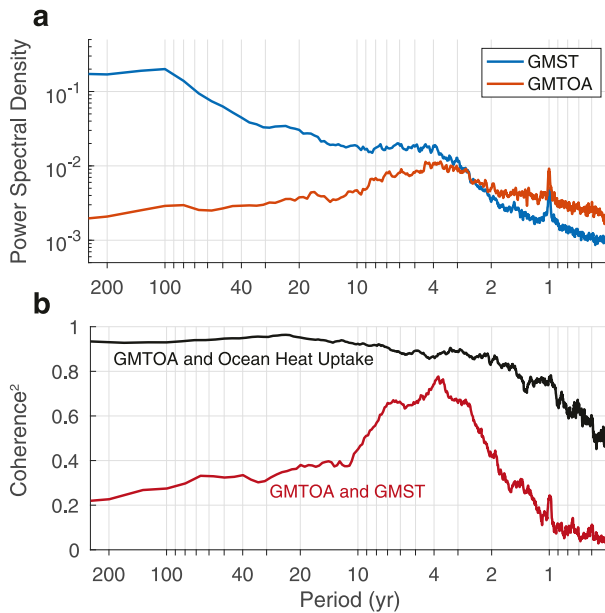 a
Power Spectral Density
10⁻¹
10⁻²
10⁻³
GMST
GMTOA
200 100 40 20 10 4 2 1
b
Coherence²
1
0.8
0.6
0.4
0.2
0
GMTOA and Ocean Heat Uptake
GMTOA and GMST
200 100 40 20 10 4 2 1
Period (yr)